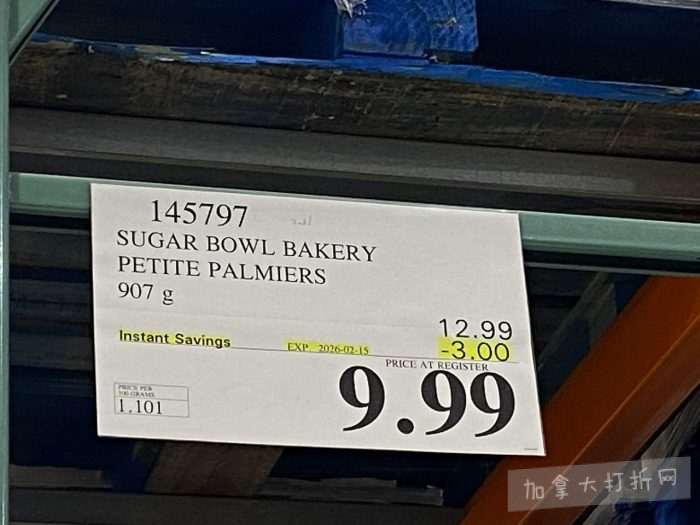 145797
SUGAR BOWL BAKERY
PETITE PALMIERS
907 g
12.99
Instant Savings EXP. 2026-02-15 -3.00
PRICE AT REGISTER
9.99
PRICE PER
100 GRAMS
1.101
加拿大打折网